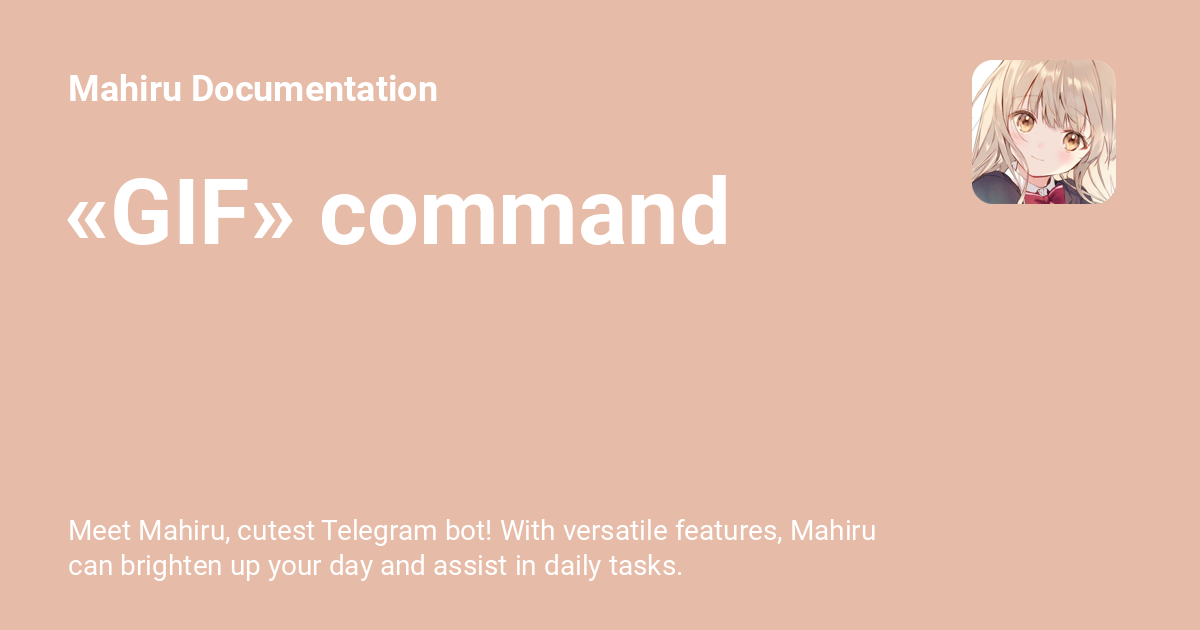 Mahiru Documentation
«GIF» command
Meet Mahiru, cutest Telegram bot! With versatile features, Mahiru
can brighten up your day and assist in daily tasks.